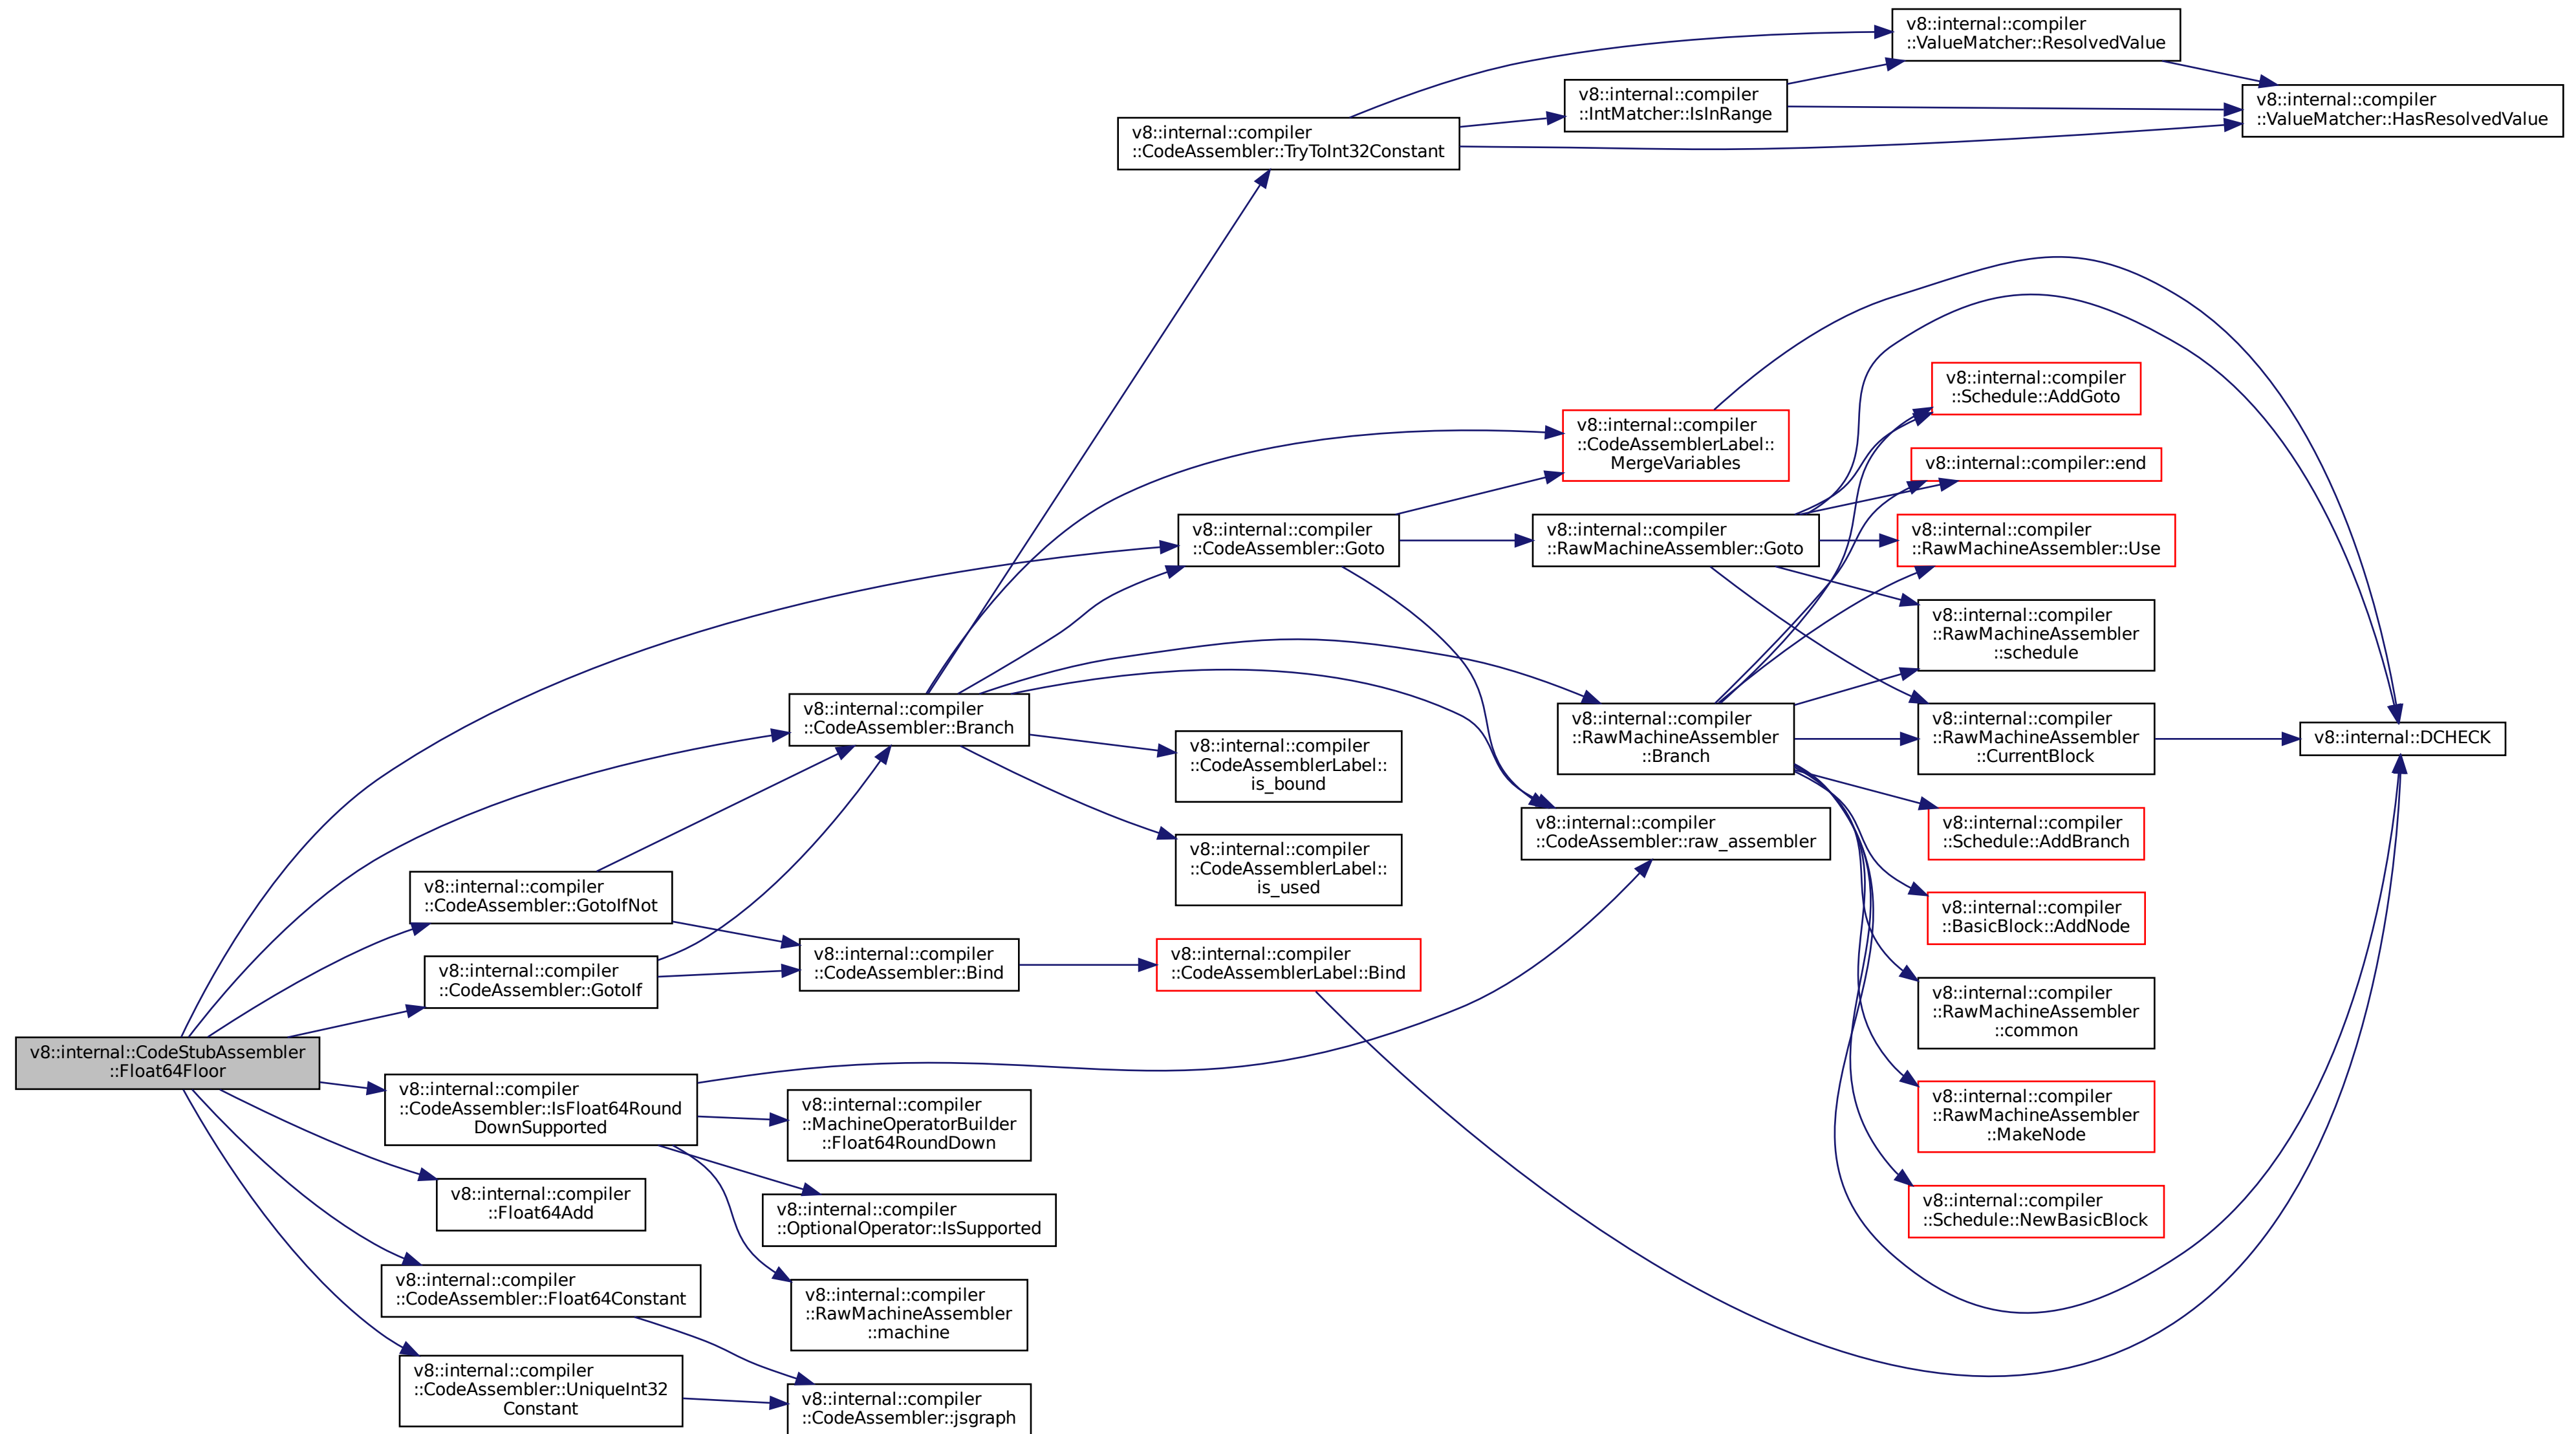 v8::internal::CodeStubAssembler
::Float64Floor
v8::internal::compiler
::CodeAssembler::Branch
v8::internal::compiler
::CodeAssembler::GotoIfNot
v8::internal::compiler
::CodeAssembler::GotoIf
v8::internal::compiler
::CodeAssembler::IsFloat64Round
DownSupported
v8::internal::compiler
::Float64Add
v8::internal::compiler
::CodeAssembler::Float64Constant
v8::internal::compiler
::CodeAssembler::UniqueInt32
Constant
v8::internal::compiler
::CodeAssembler::Bind
v8::internal::compiler
::MachineOperatorBuilder
::Float64RoundDown
v8::internal::compiler
::OptionalOperator::IsSupported
v8::internal::compiler
::RawMachineAssembler
::machine
v8::internal::compiler
::CodeAssembler::jsgraph
v8::internal::compiler
::CodeAssembler::TryToInt32Constant
v8::internal::compiler
::CodeAssembler::Goto
v8::internal::compiler
::CodeAssemblerLabel::
is_bound
v8::internal::compiler
::CodeAssemblerLabel::
is_used
v8::internal::compiler
::CodeAssemblerLabel::Bind
v8::internal::compiler
::IntMatcher::IsInRange
v8::internal::compiler
::CodeAssemblerLabel::
MergeVariables
v8::internal::compiler
::RawMachineAssembler::Goto
v8::internal::compiler
::RawMachineAssembler
::Branch
v8::internal::compiler
::CodeAssembler::raw_assembler
v8::internal::compiler
::ValueMatcher::ResolvedValue
v8::internal::compiler
::ValueMatcher::HasResolvedValue
v8::internal::compiler
::Schedule::AddGoto
v8::internal::compiler::end
v8::internal::compiler
::RawMachineAssembler::Use
v8::internal::compiler
::RawMachineAssembler
::schedule
v8::internal::compiler
::RawMachineAssembler
::CurrentBlock
v8::internal::DCHECK
v8::internal::compiler
::Schedule::AddBranch
v8::internal::compiler
::BasicBlock::AddNode
v8::internal::compiler
::RawMachineAssembler
::common
v8::internal::compiler
::RawMachineAssembler
::MakeNode
v8::internal::compiler
::Schedule::NewBasicBlock